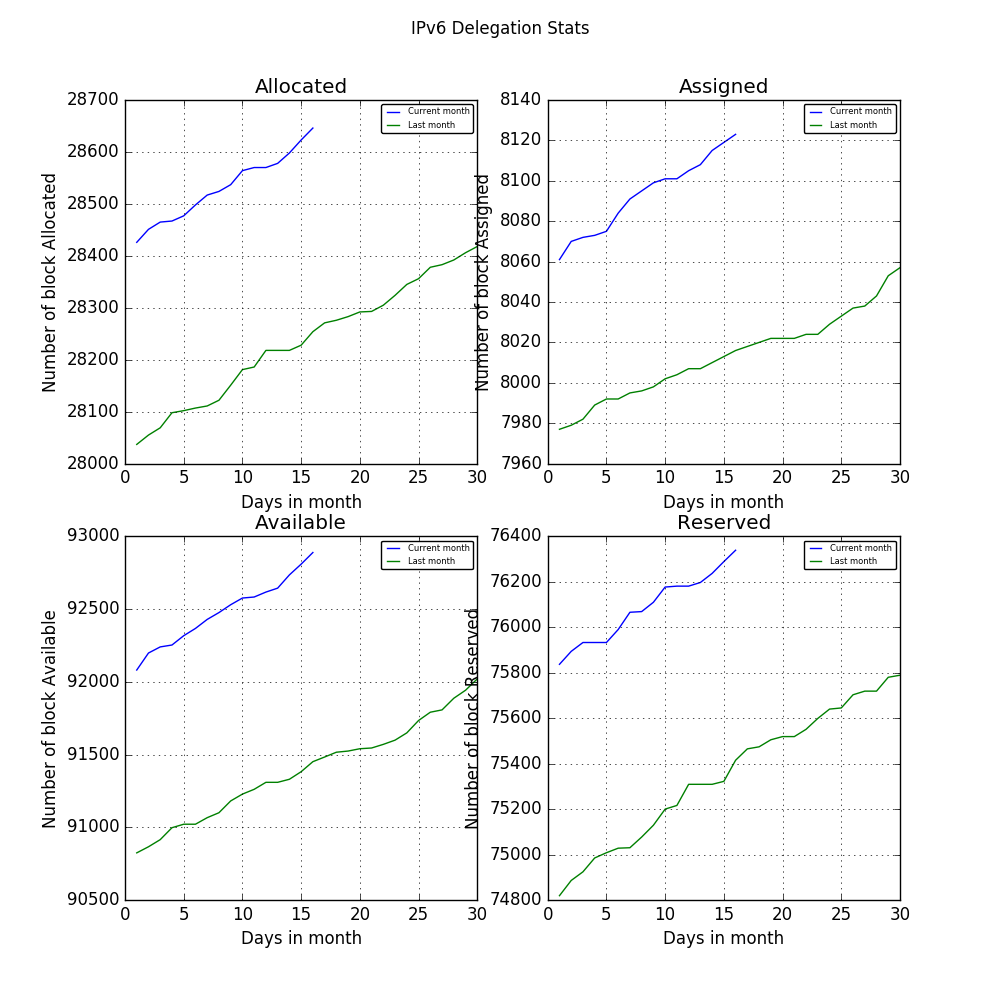 IPv6 Delegation Stats
Allocated
Number of block Allocated
28700
28600
28500
28400
28300
28200
28100
28000
0 5 10 15 20 25 30
Days in month
Current month
Last month
Assigned
Number of block Assigned
8140
8120
8100
8080
8060
8040
8020
8000
7980
7960
0 5 10 15 20 25 30
Days in month
Current month
Last month
Available
Number of block Available
93000
92500
92000
91500
91000
90500
0 5 10 15 20 25 30
Days in month
Current month
Last month
Reserved
Number of block Reserved
76400
76200
76000
75800
75600
75400
75200
75000
74800
0 5 10 15 20 25 30
Days in month
Current month
Last month